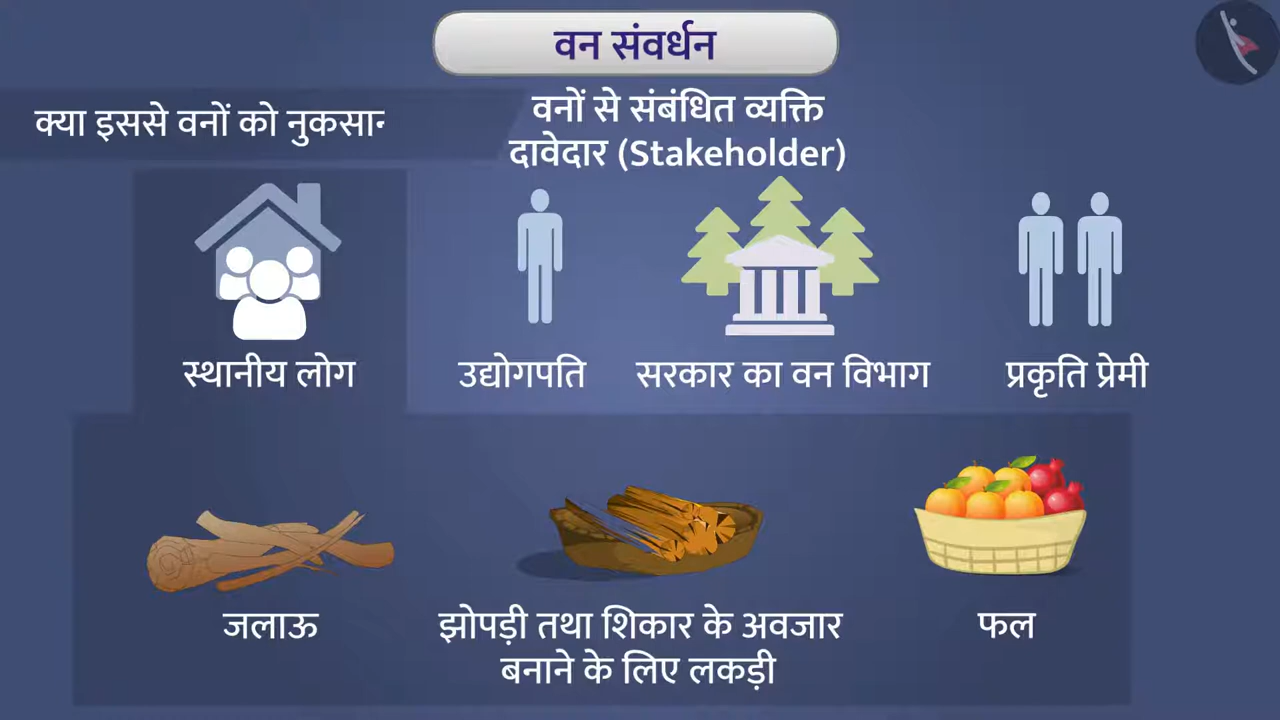 वन संवर्धन
क्या इससे वनों को
वनों से संबंधित व्यक्ति
दावेदार (Stakeholder)
स्थानीय लोग
उद्योगपति
सरकार का वन विभाग
प्रकृति प्रेमी
जलाऊ
झोपड़ी तथा शिकार के अवजार
बनाने के लिए लकड़ी
फल